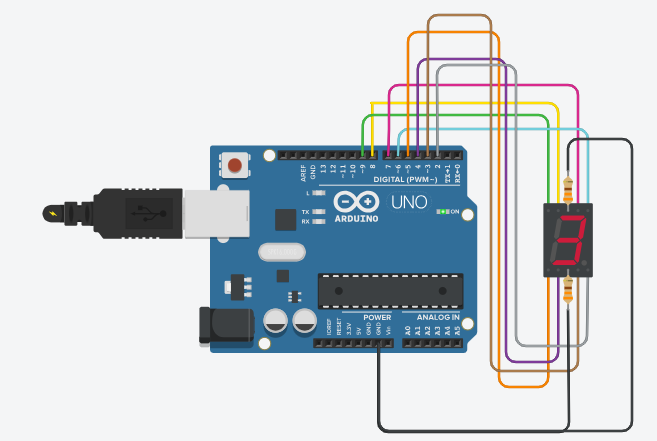 AREF
GND
13
12
~11
~10
~9
8
7
~6
~5
4
~3
2
TX→1
RX←0
DIGITAL (PWM~)
L
TX
RX
ARDUINO
UNO
ON
POWER
ANALOG IN
IOREF
RESET
3.3V
5V
GND
GND
Vin
A0
A1
A2
A3
A4
A5
3